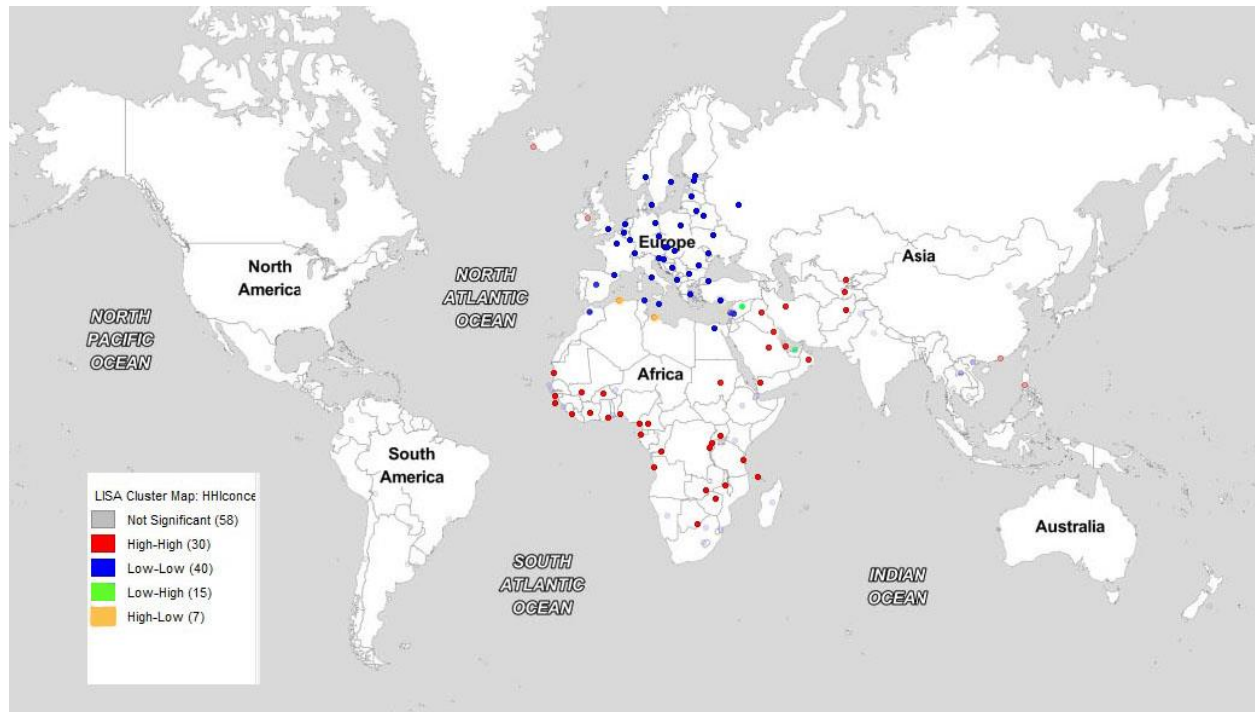 North
America
NORTH
PACIFIC
OCEAN
NORTH
ATLANTIC
OCEAN
Europe
Asia
Africa
South
America
SOUTH
ATLANTIC
OCEAN
INDIAN
OCEAN
Australia
LISA Cluster Map: HHIconce
Not Significant (58)
High-High (30)
Low-Low (40)
Low-High (15)
High-Low (7)